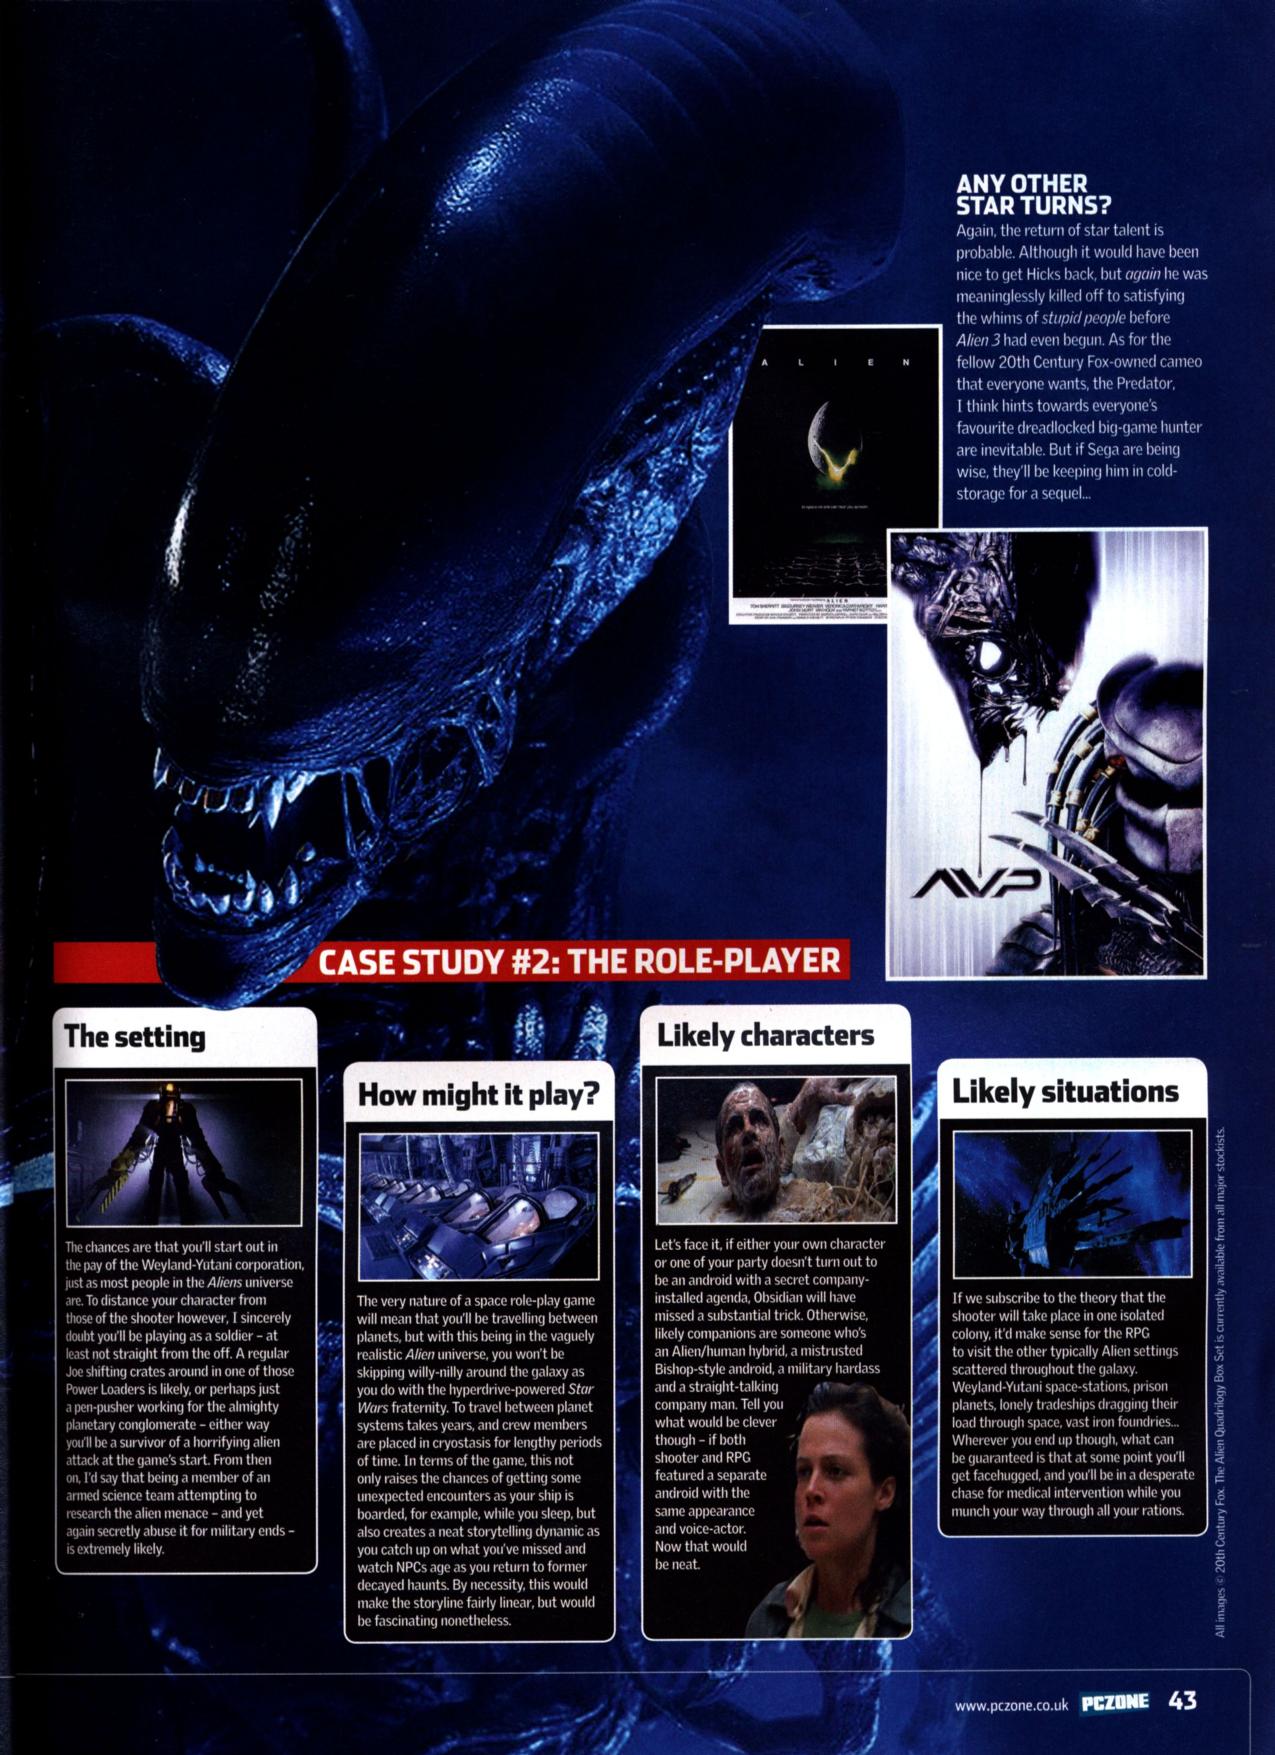 ANY OTHER
STAR TURNS?
Again, the return of star talent is
probable. Although it would have been
nice to get Hicks back, but again he was
meaninglessly killed off to satisfying
the whims of stupid people before
Alien 3 had even begun. As for the
fellow 20th Century Fox-owned cameo
that everyone wants, the Predator,
I think hints towards everyone's
favourite dreadlocked big-game hunter
are inevitable. But if Sega are being
wise, they'll be keeping him in cold-
storage for a sequel...
A L I E N
ALIEN
AVP
CASE STUDY #2: THE ROLE-PLAYER
The setting
The chances are that you'll start out in
the pay of the Weyland-Yutani corporation,
just as most people in the Aliens universe
are. To distance your character from
those of the shooter however, I sincerely
doubt you'll be playing as a soldier – at
least not straight from the off. A regular
Joe shifting crates around in one of those
Power Loaders is likely, or perhaps just
a pen-pusher working for the almighty
planetary conglomerate – either way
you'll be a survivor of a horrifying alien
attack at the game's start. From then
on, I'd say that being a member of an
armed science team attempting to
research the alien menace – and yet
again secretly abuse it for military ends –
is extremely likely.
How might it play?
The very nature of a space role-play game
will mean that you'll be travelling between
planets, but with this being in the vaguely
realistic Alien universe, you won't be
skipping willy-nilly around the galaxy as
you do with the hyperdrive-powered Star
Wars fraternity. To travel between planet
systems takes years, and crew members
are placed in cryostasis for lengthy periods
of time. In terms of the game, this not
only raises the chances of getting some
unexpected encounters as your ship is
boarded, for example, while you sleep, but
also creates a neat storytelling dynamic as
you catch up on what you've missed and
watch NPCs age as you return to former
decayed haunts. By necessity, this would
make the storyline fairly linear, but would
be fascinating nonetheless.
Likely characters
Let's face it, if either your own character
or one of your party doesn't turn out to
be an android with a secret company-
installed agenda, Obsidian will have
missed a substantial trick. Otherwise,
likely companions are someone who's
an Alien/human hybrid, a mistrusted
Bishop-style android, a military hardass
and a straight-talking
company man. Tell you
what would be clever
though – if both
shooter and RPG
featured a separate
android with the
same appearance
and voice-actor.
Now that would
be neat.
Likely situations
If we subscribe to the theory that the
shooter will take place in one isolated
colony, it'd make sense for the RPG
to visit the other typically Alien settings
scattered throughout the galaxy.
Weyland-Yutani space-stations, prison
planets, lonely tradeships dragging their
load through space, vast iron foundries...
Wherever you end up though, what can
be guaranteed is that at some point you'll
get facehugged, and you'll be in a desperate
chase for medical intervention while you
munch your way through all your rations.
All images © 20th Century Fox. The Alien Quadrilogy Box Set is currently available from all major stockists.
www.pczone.co.uk PCZONE 43